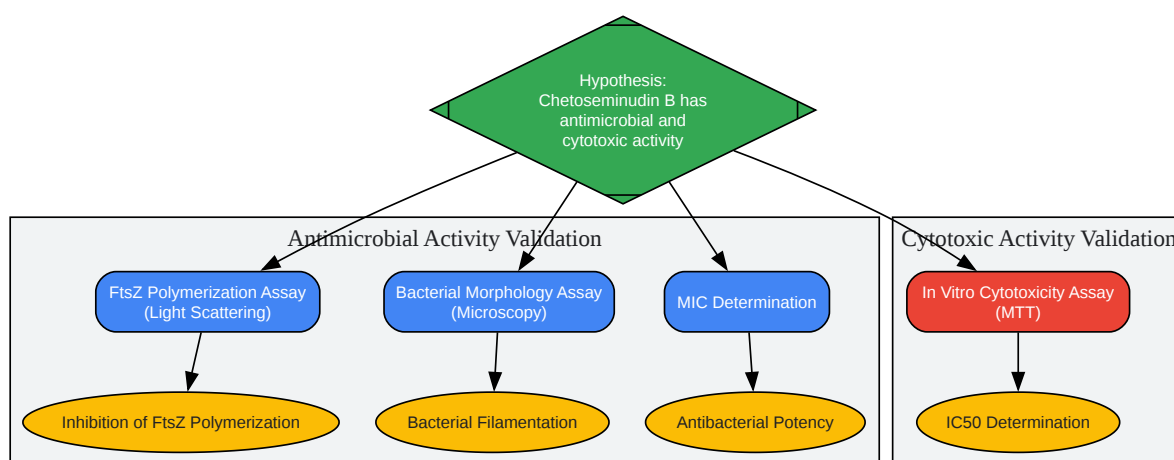 Hypothesis:
Chetoseminudin B has
antimicrobial and
cytotoxic activity
Antimicrobial Activity Validation
Cytotoxic Activity Validation
FtsZ Polymerization Assay
(Light Scattering)
Bacterial Morphology Assay
(Microscopy)
MIC Determination
In Vitro Cytotoxicity Assay
(MTT)
Inhibition of FtsZ Polymerization
Bacterial Filamentation
Antibacterial Potency
IC50 Determination